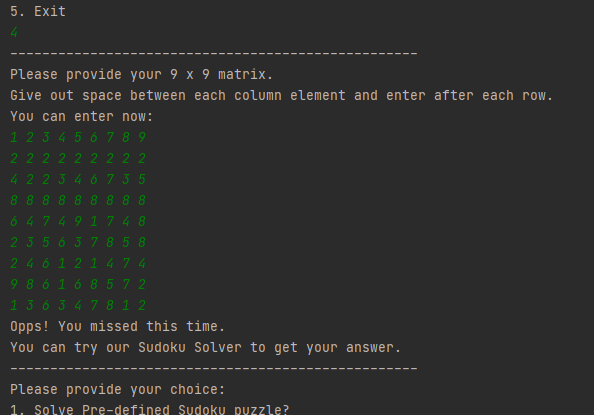 5. Exit
4
---------------------------------------------------
Please provide your 9 x 9 matrix.
Give out space between each column element and enter after each row.
You can enter now:
1 2 3 4 5 6 7 8 9
2 2 2 2 2 2 2 2 2
4 2 2 3 4 6 7 3 5
8 8 8 8 8 8 8 8 8
6 4 7 4 9 1 7 4 8
2 3 5 6 3 7 8 5 8
2 4 6 1 2 1 4 7 4
9 8 6 1 6 8 5 7 2
1 3 6 3 4 7 8 1 2
Opps! You missed this time.
You can try our Sudoku Solver to get your answer.
---------------------------------------------------
Please provide your choice:
1. Solve Pre-defined Sudoku puzzle?